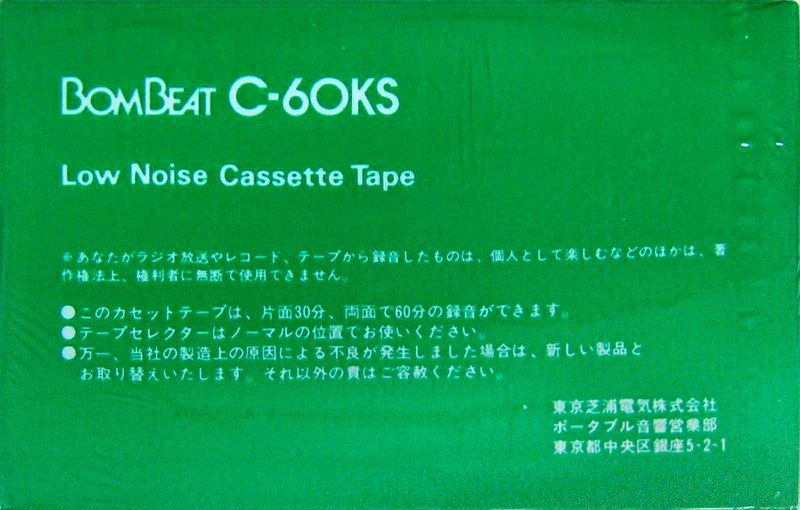 BOMBEAT C-60KS
Low Noise Cassette Tape
※あなたがラジオ放送やレコード、テープから録音したものは、個人として楽しむなどのほかは、著
作権法上、権利者に無断で使用できません。
●このカセットテープは、片面30分、両面で60分の録音ができます。
●テープセレクターはノーマルの位置でお使いください。
●万一、当社の製造上の原因による不良が発生しました場合は、新しい製品と
お取り替えいたします。それ以外の責はご容赦ください。
東京芝浦電気株式会社
ポータブル音響営業部
東京都中央区銀座5-2-1